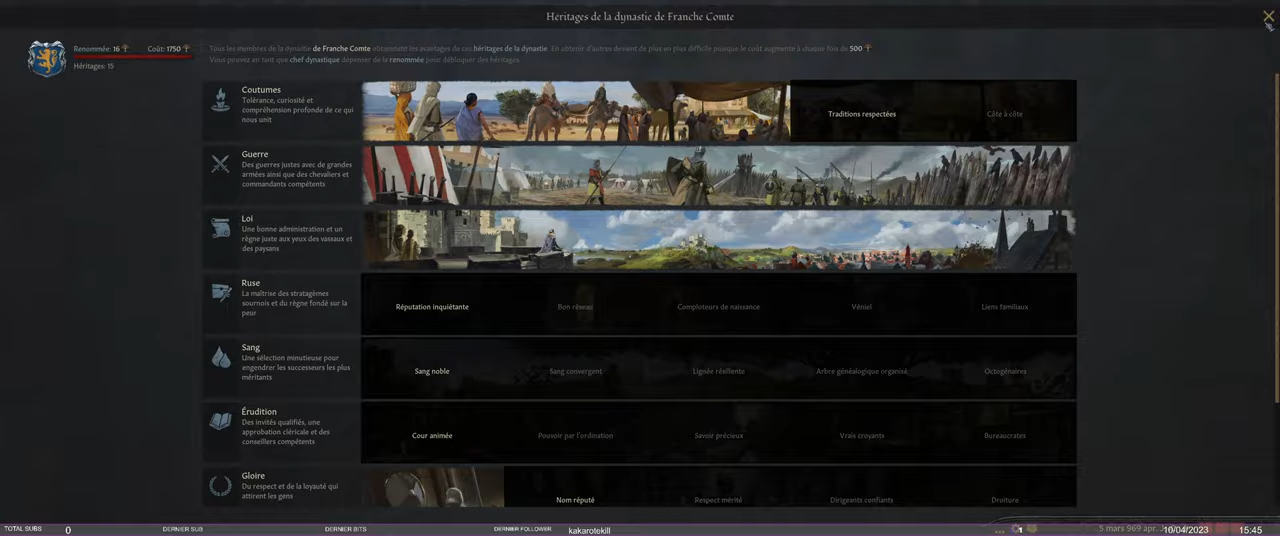 Heritages de la dynastie de Franche Comte
Renommée: 16
Coût: 1750
Héritages: 15
Tous les membres de la dynastie de Franche Comte obtiennent les avantages de ces héritages de la dynastie. En obtenir d'autres devient de plus en plus difficile puisque le coût augmente à chaque fois de 500
Vous pouvez en tant que chef dynastique dépenser de la renommée pour débloquer des héritages.
Coutumes
Tolérance, curiosité et
compréhension profonde de ce qui
nous unit
Traditions respectées
Côte à côte
Guerre
Des guerres justes avec de grandes
armées ainsi que des chevaliers et
commandants compétents
Loi
Une bonne administration et un
règne juste aux yeux des vassaux et
des paysans
Ruse
La maîtrise des stratagèmes
sournois et du règne fondé sur la
peur
Réputation inquiétante
Bon réseau
Comploteurs de naissance
Véniel
Liens familiaux
Sang
Une sélection minutieuse pour
engendrer les successeurs les plus
méritants
Sang noble
Sang convergent
Lignée résiliente
Arbre généalogique organisé
Octogénaires
Érudition
Des invités qualifiés, une
approbation cléricale et des
conseillers compétents
Cour animée
Pouvoir par l'ordination
Savoir précieux
Vrais croyants
Bureaucrates
Gloire
Du respect et de la loyauté qui
attirent les gens
Nom réputé
Respect mérité
Dirigeants confiants
Droiture
TOTAL SUBS
0
DERNIER SUB
DERNIER BITS
DERNIER FOLLOWER
kakarotekill
1
5 mars 969 apr.
10/04/2023
15:45